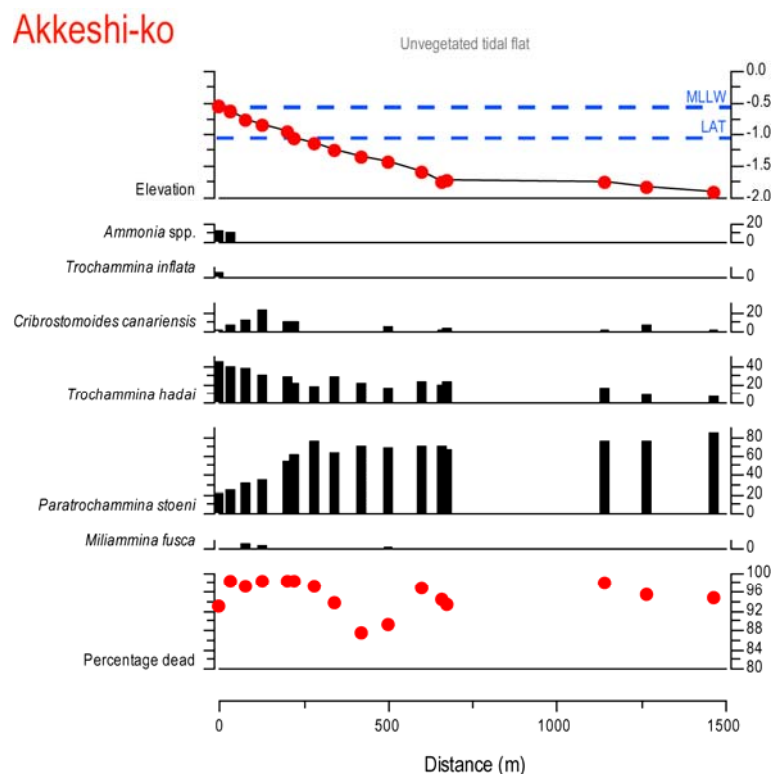 Akkeshi-ko
Unvegetated tidal flat
0.0
MLLW
-0.5
LAT
-1.0
-1.5
Elevation
-2.0
20
Ammonia spp.
0
Trochammina inflata
0
20
Cribrostomoides canariensis
0
40
20
Trochammina hadai
0
80
60
40
20
Paratrochammina stoeni
0
Miliammina fusca
0
100
96
92
88
84
Percentage dead
80
0 500 1000 1500
Distance (m)